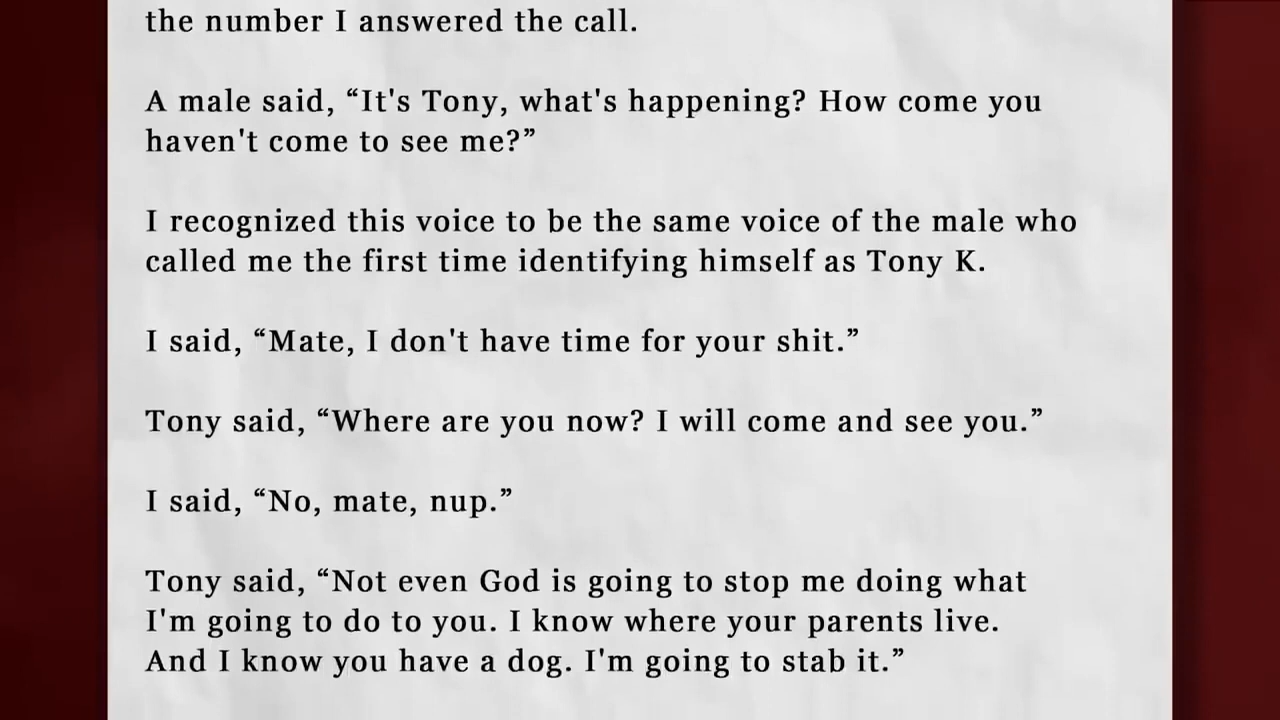 the number I answered the call.
A male said, “It's Tony, what's happening? How come you
haven't come to see me?”
I recognized this voice to be the same voice of the male who
called me the first time identifying himself as Tony K.
I said, “Mate, I don't have time for your shit.”
Tony said, “Where are you now? I will come and see you.”
I said, “No, mate, nup.”
Tony said, “Not even God is going to stop me doing what
I'm going to do to you. I know where your parents live.
And I know you have a dog. I'm going to stab it.”